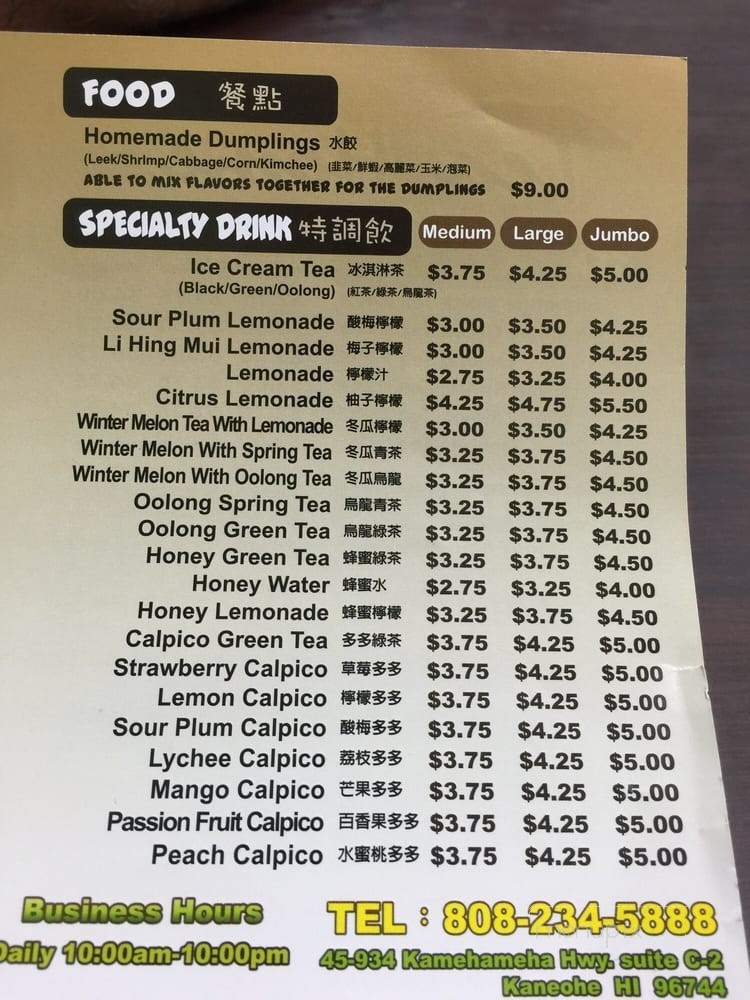 FOOD 餐點
Homemade Dumplings 水餃
(Leek/Shrimp/Cabbage/Corn/Kimchee) (韭菜/鮮蝦/高麗菜/玉米/泡菜)
ABLE TO MIX FLAVORS TOGETHER FOR THE DUMPLINGS $9.00
SPECIALTY DRINK 特調飲 Medium Large Jumbo
Ice Cream Tea 冰淇淋茶 $3.75 $4.25 $5.00
(Black/Green/Oolong) (紅茶/綠茶/烏龍茶)
Sour Plum Lemonade 酸梅檸檬 $3.00 $3.50 $4.25
Li Hing Mui Lemonade 梅子檸檬 $3.00 $3.50 $4.25
Lemonade 檸檬汁 $2.75 $3.25 $4.00
Citrus Lemonade 柚子檸檬 $4.25 $4.75 $5.50
Winter Melon Tea With Lemonade 冬瓜檸檬 $3.00 $3.50 $4.25
Winter Melon With Spring Tea 冬瓜青茶 $3.25 $3.75 $4.50
Winter Melon With Oolong Tea 冬瓜烏龍 $3.25 $3.75 $4.50
Oolong Spring Tea 烏龍青茶 $3.25 $3.75 $4.50
Oolong Green Tea 烏龍綠茶 $3.25 $3.75 $4.50
Honey Green Tea 蜂蜜綠茶 $3.25 $3.75 $4.50
Honey Water 蜂蜜水 $2.75 $3.25 $4.00
Honey Lemonade 蜂蜜檸檬 $3.25 $3.75 $4.50
Calpico Green Tea 多多綠茶 $3.75 $4.25 $5.00
Strawberry Calpico 草莓多多 $3.75 $4.25 $5.00
Lemon Calpico 檸檬多多 $3.75 $4.25 $5.00
Sour Plum Calpico 酸梅多多 $3.75 $4.25 $5.00
Lychee Calpico 荔枝多多 $3.75 $4.25 $5.00
Mango Calpico 芒果多多 $3.75 $4.25 $5.00
Passion Fruit Calpico 百香果多多 $3.75 $4.25 $5.00
Peach Calpico 水蜜桃多多 $3.75 $4.25 $5.00
Business Hours TEL : 808-234-5888
Daily 10:00am-10:00pm 45-934 Kamehameha Hwy. suite C-2
Kaneohe HI 96744